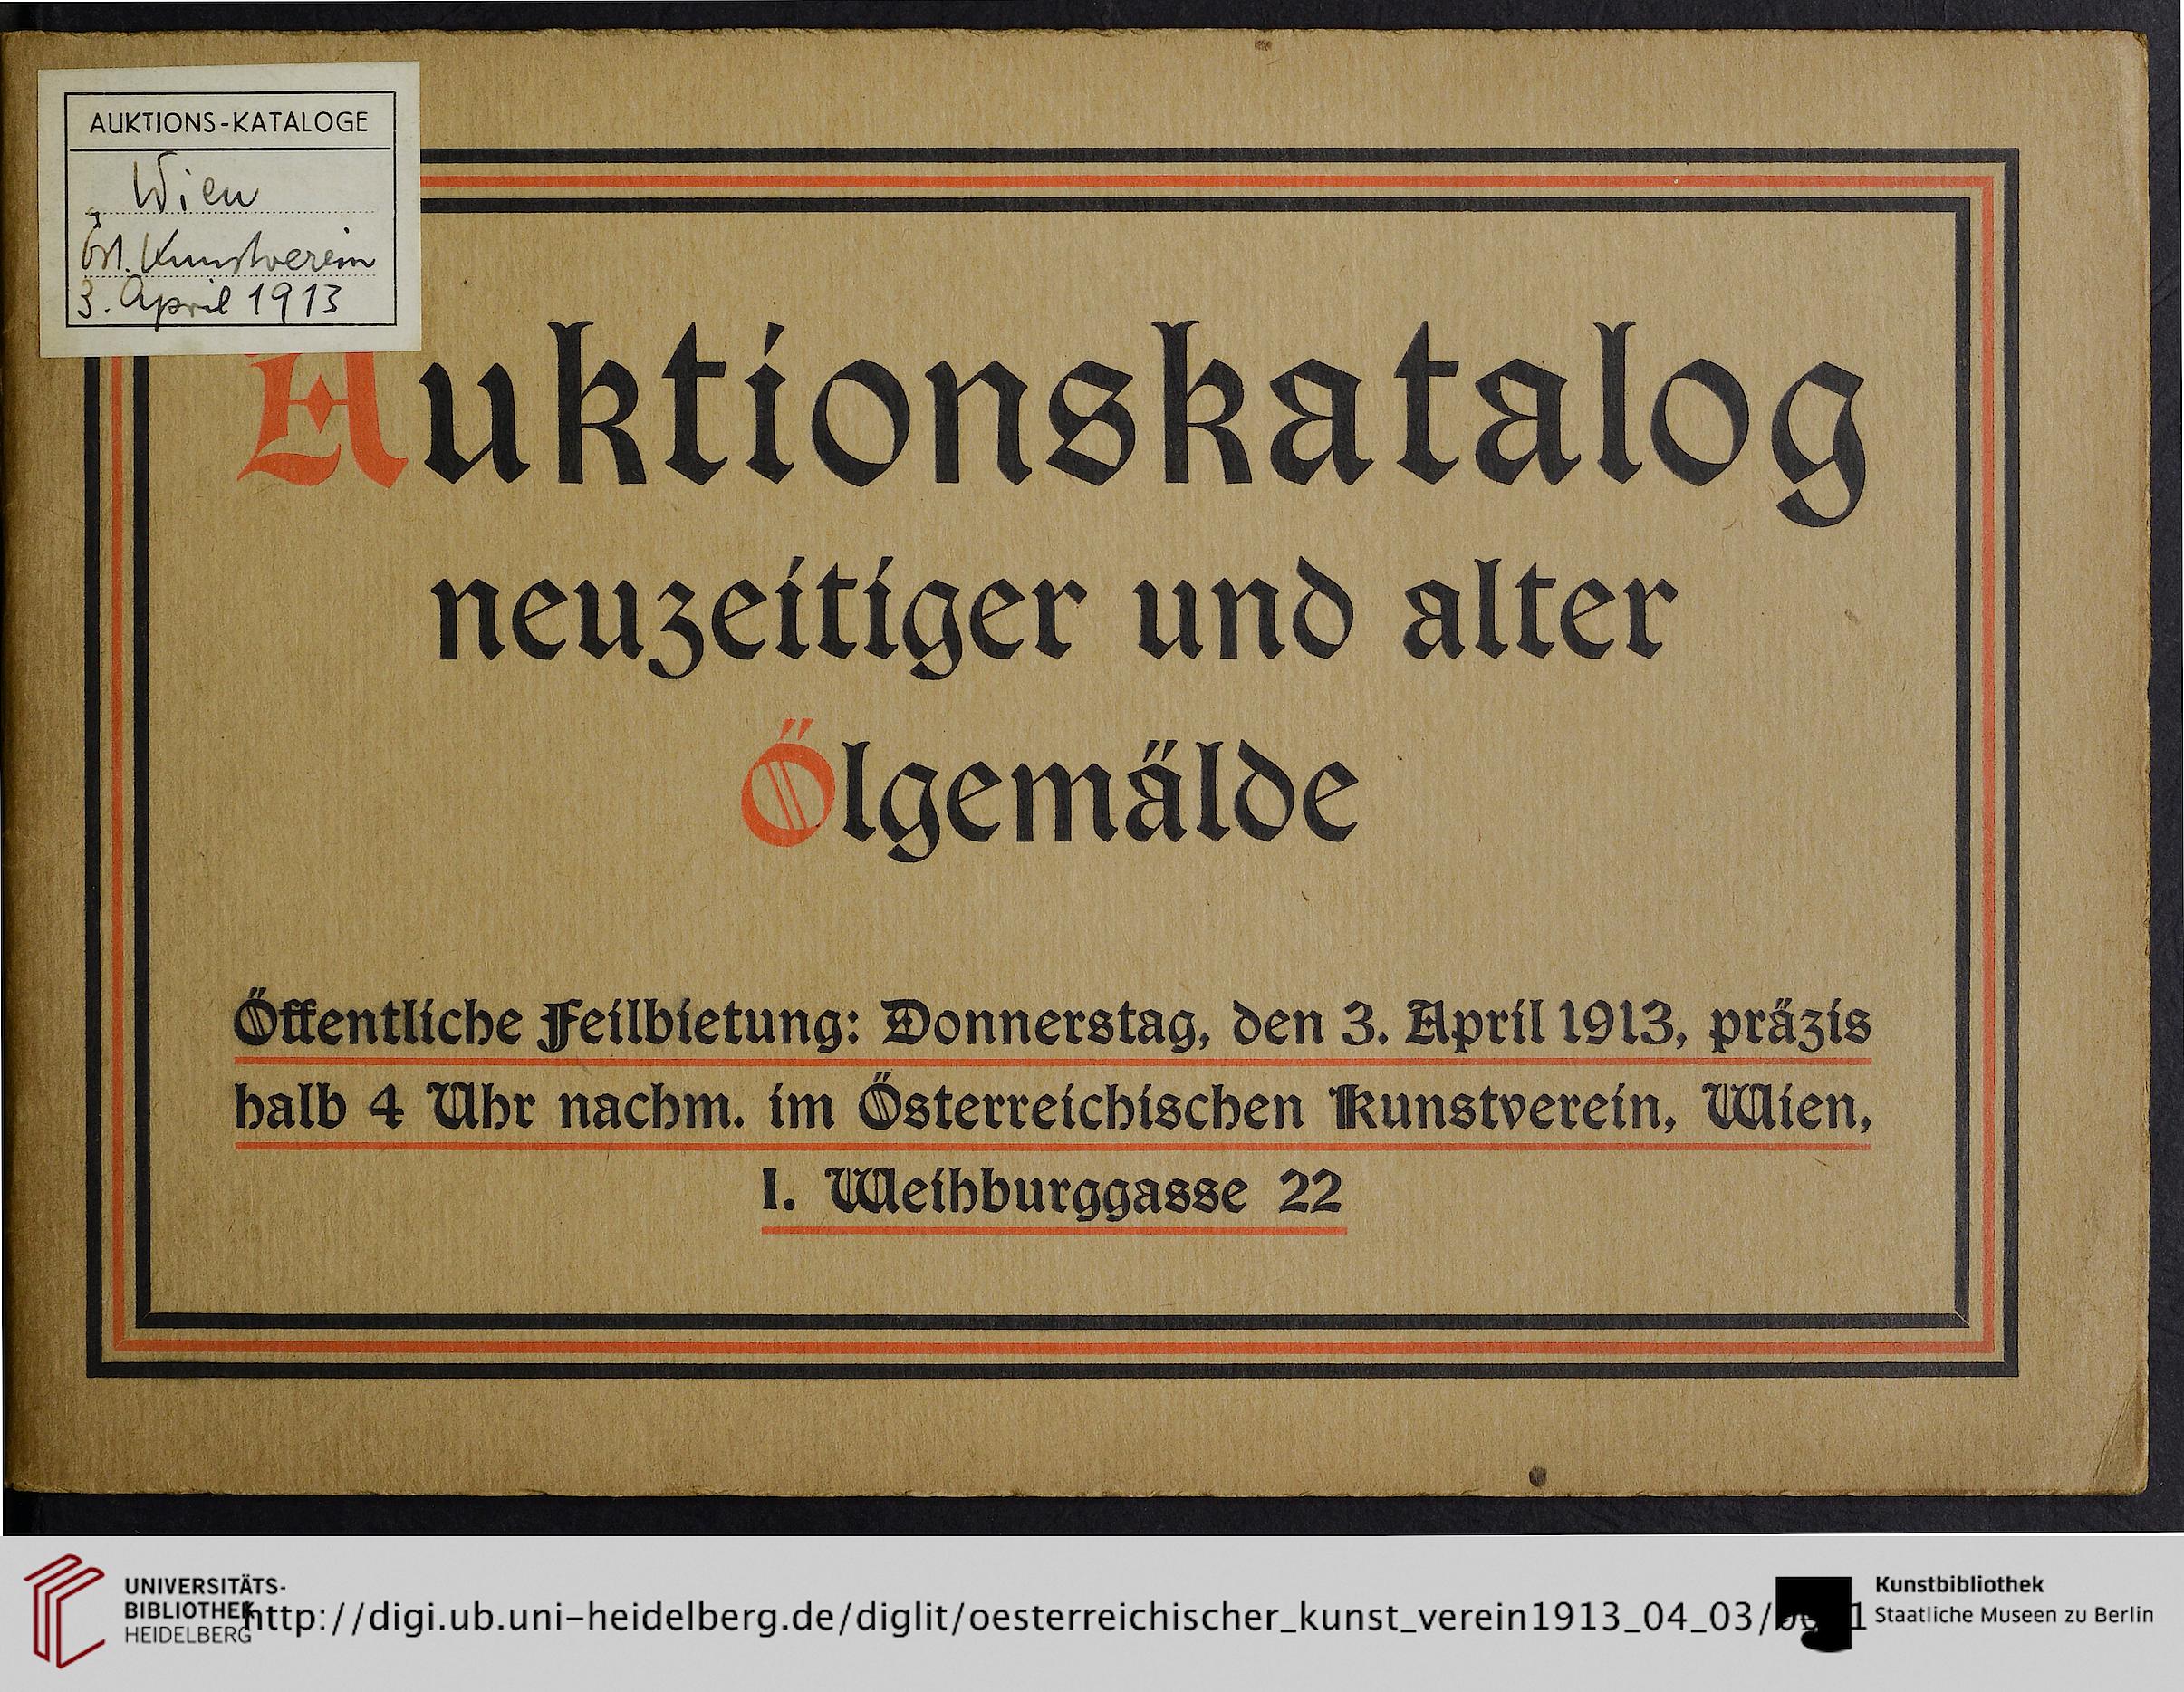 AUKTIONS-KATALOGE
Wien
Öst. Kunstverein
3. April 1913
Auktionskatalog
neuzeitiger und alter
Ölgemälde
Öffentliche Feilbietung: Donnerstag, den 3. April 1913, präzis
halb 4 Uhr nachm. im Österreichischen Kunstverein, Wien,
I. Weihburggasse 22
UNIVERSITÄTS-
BIBLIOTHEK
HEIDELBERG
http://digi.ub.uni-heidelberg.de/diglit/oesterreichischer_kunst_verein1913_04_03/
Kunstbibliothek
Staatliche Museen zu Berlin